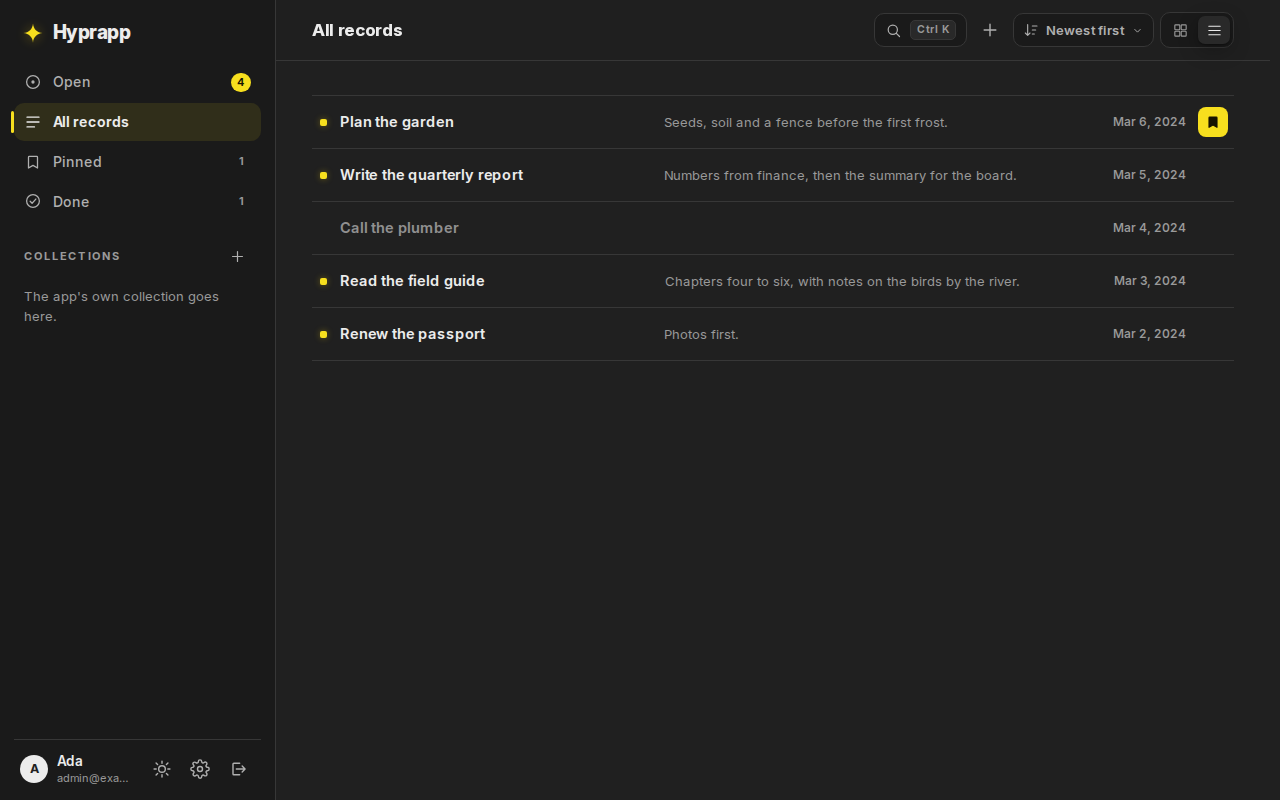 Hyprapp
Open 4
All records
Pinned 1
Done 1
COLLECTIONS
The app's own collection goes
here.
Ada
admin@exa...
A
All records
Ctrl K
Newest first
Plan the garden Seeds, soil and a fence before the first frost. Mar 6, 2024
Write the quarterly report Numbers from finance, then the summary for the board. Mar 5, 2024
Call the plumber Mar 4, 2024
Read the field guide Chapters four to six, with notes on the birds by the river. Mar 3, 2024
Renew the passport Photos first. Mar 2, 2024